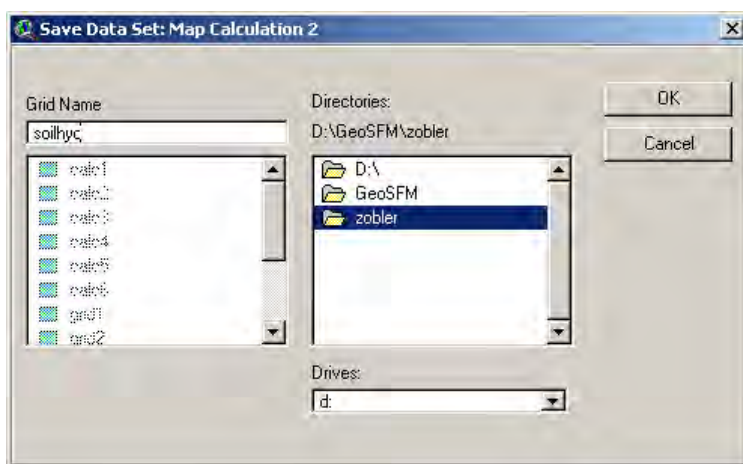 Save Data Set: Map Calculation 2
Grid Name
soilhyc
calc1
calc2
calc3
calc4
calc5
calc6
grid1
grid2
Directories:
D:\GeoSFM\zobler
D:\
GeoSFM
zobler
Drives:
d:
OK
Cancel